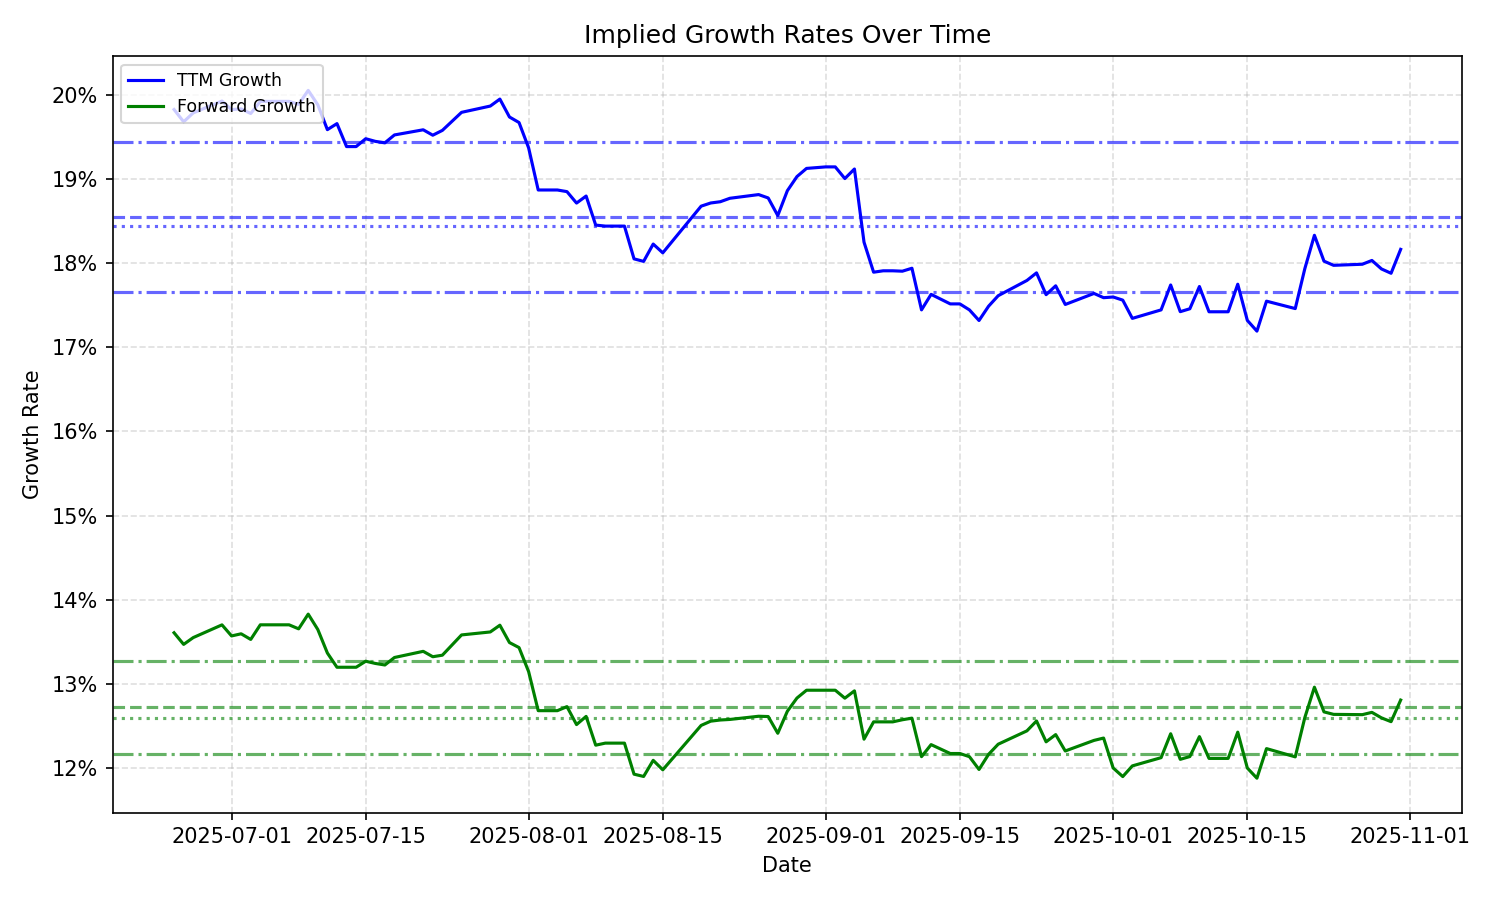 Implied Growth Rates Over Time
TTM Growth
Forward Growth
20%
19%
18%
17%
16%
15%
14%
13%
12%
Growth Rate
2025-07-01 2025-07-15 2025-08-01 2025-08-15 2025-09-01 2025-09-15 2025-10-01 2025-10-15 2025-11-01
Date